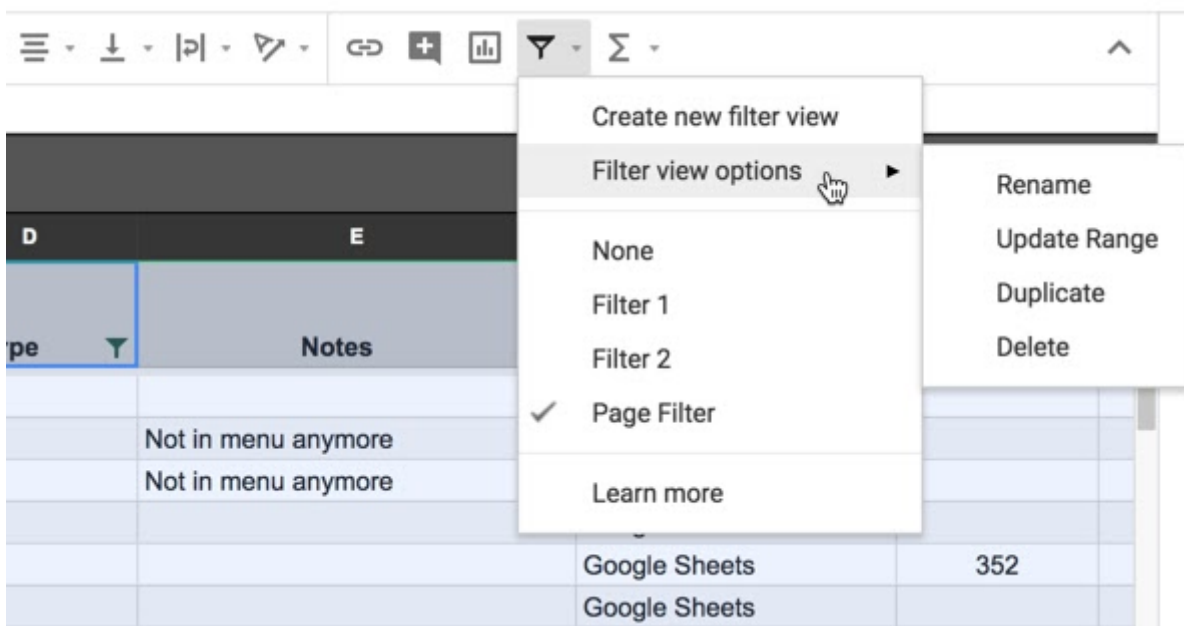 Create new filter view
Filter view options
Rename
Update Range
Duplicate
Delete
None
Filter 1
Filter 2
Page Filter
Learn more
D
E
pe
Notes
Not in menu anymore
Not in menu anymore
Google Sheets
352
Google Sheets